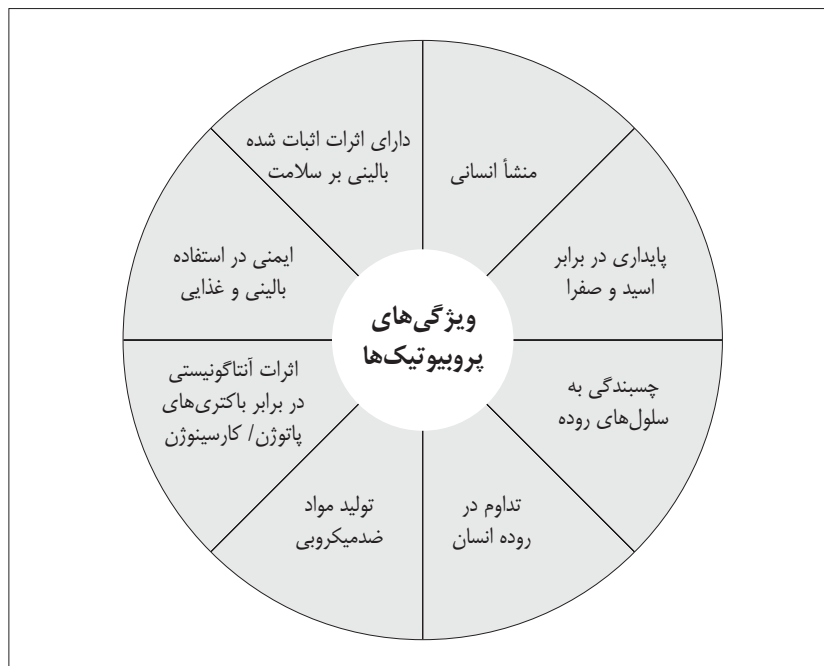 ویژگی‌های
پروبیوتیک‌ها
منشأ انسانی
پایداری در برابر
اسید و صفرا
چسبندگی به
سلول‌های روده
تداوم در
روده انسان
تولید مواد
ضدمیکروبی
اثرات آنتاگونیستی
در برابر باکتری‌های
پاتوژن/ کارسینوژن
ایمنی در استفاده
بالینی و غذایی
دارای اثرات اثبات شده
بالینی بر سلامت